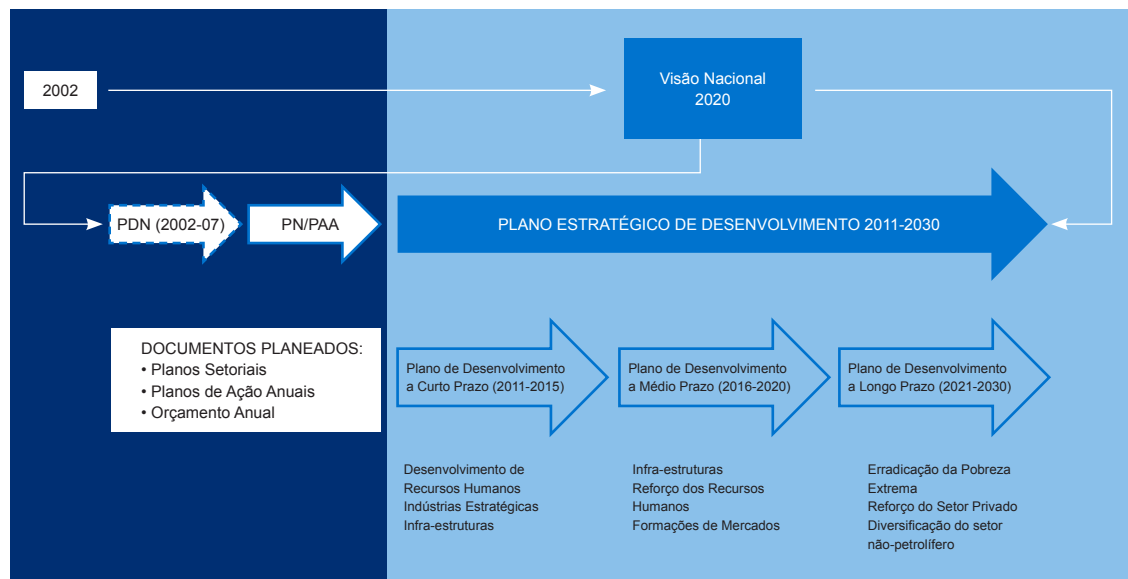 2002
Visão Nacional
2020
PDN (2002-07)
PN/PAA
PLANO ESTRATÉGICO DE DESENVOLVIMENTO 2011-2030
DOCUMENTOS PLANEADOS:
• Planos Setoriais
• Planos de Ação Anuais
• Orçamento Anual
Plano de Desenvolvimento
a Curto Prazo (2011-2015)
Plano de Desenvolvimento
a Médio Prazo (2016-2020)
Plano de Desenvolvimento
a Longo Prazo (2021-2030)
Desenvolvimento de
Recursos Humanos
Indústrias Estratégicas
Infra-estruturas
Infra-estruturas
Reforço dos Recursos
Humanos
Formações de Mercados
Erradicação da Pobreza
Extrema
Reforço do Setor Privado
Diversificação do setor
não-petrolífero